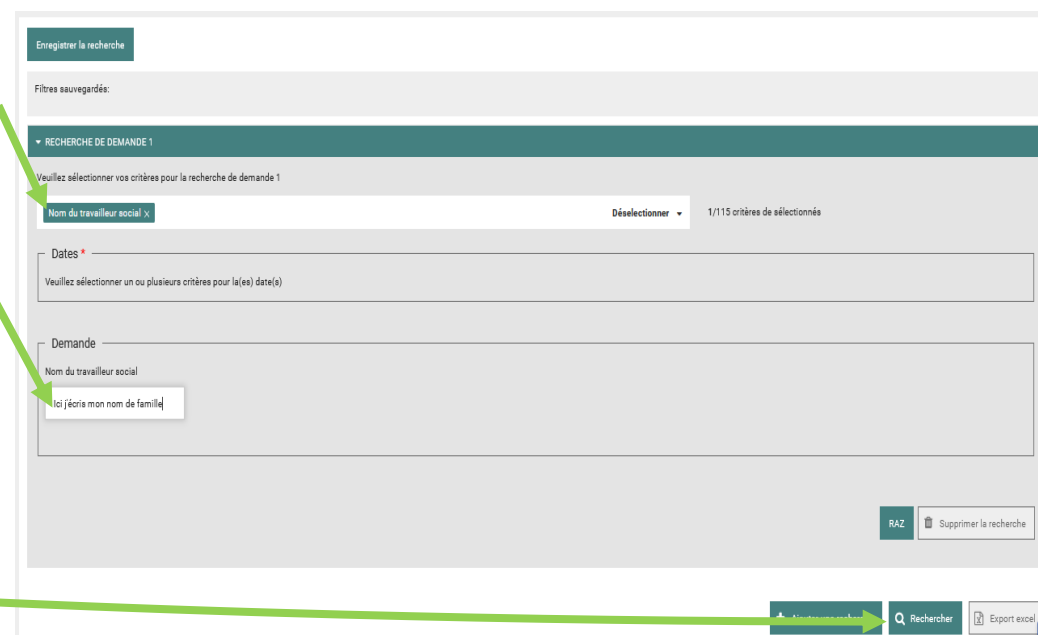 Enregistrer la recherche
Filtres sauvegardés:
RECHERCHE DE DEMANDE 1
Veuillez sélectionner vos critères pour la recherche de demande 1
Nom du travailleur social x
Déselectionner
1/115 critères de sélectionnés
Dates *
Veuillez sélectionner un ou plusieurs critères pour la(es) date(s)
Demande
Nom du travailleur social
Ici j'écris mon nom de famille
RAZ
Supprimer la recherche
Rechercher
Export excel